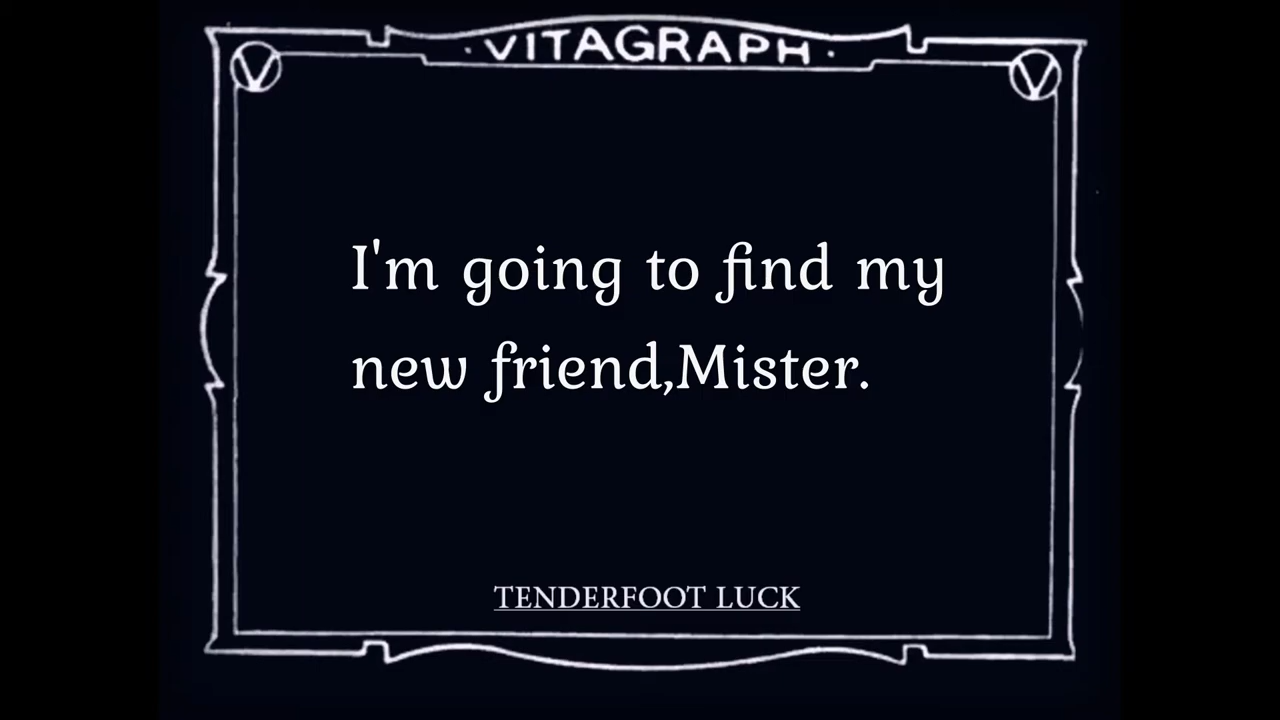 · VITAGRAPH ·
V V
I'm going to find my
new friend,Mister.
TENDERFOOT LUCK